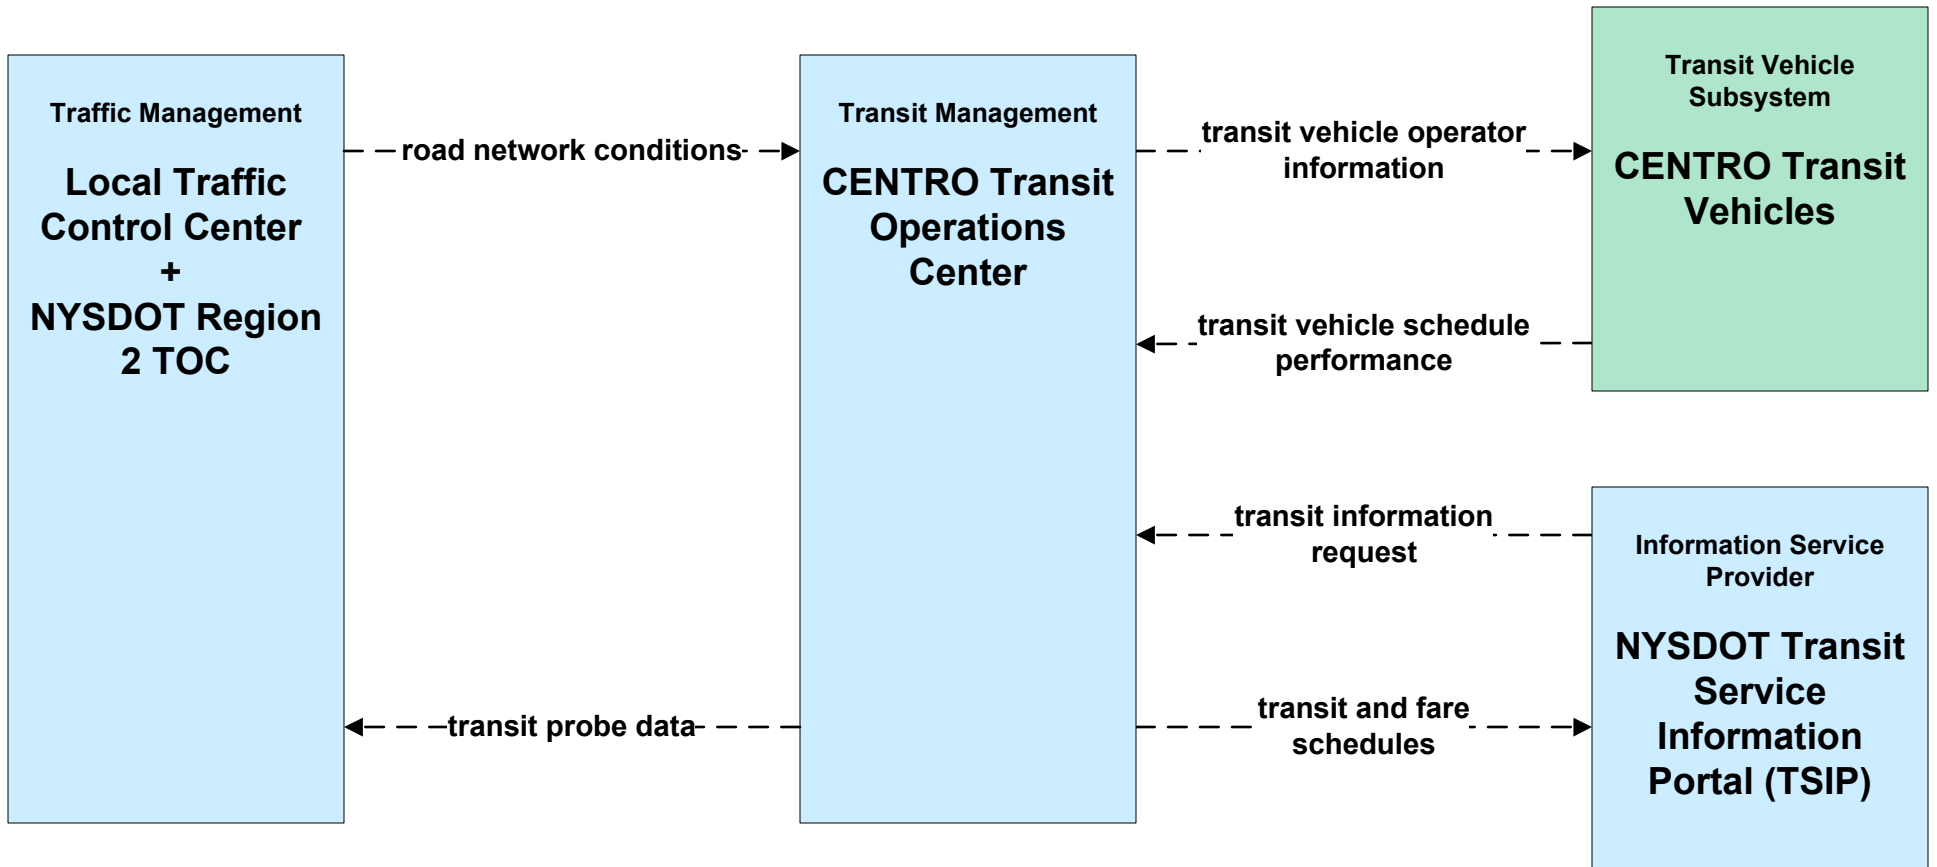 Traffic Management
Local Traffic
Control Center
+
NYSDOT Region
2 TOC
road network conditions
transit probe data
Transit Management
CENTRO Transit
Operations
Center
transit vehicle operator
information
transit vehicle schedule
performance
transit information
request
transit and fare
schedules
Transit Vehicle
Subsystem
CENTRO Transit
Vehicles
Information Service
Provider
NYSDOT Transit
Service
Information
Portal (TSIP)